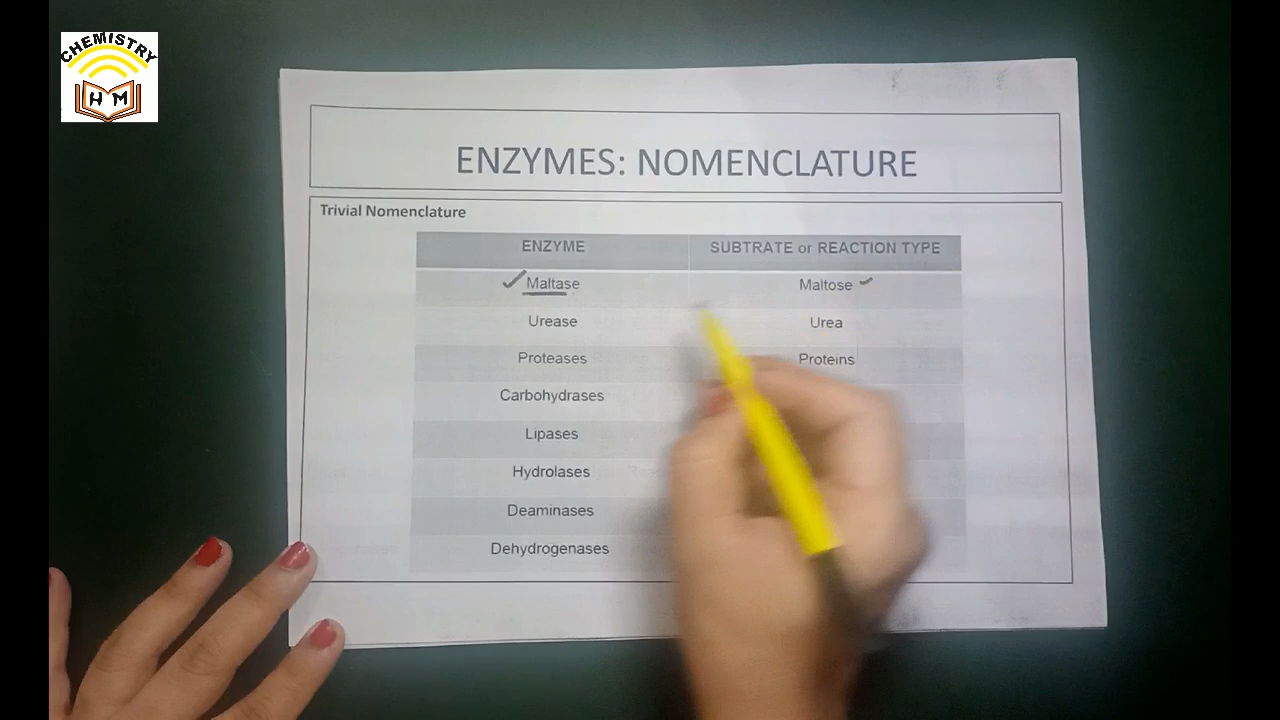 CHEMISTRY
H M
ENZYMES: NOMENCLATURE
Trivial Nomenclature
ENZYME SUBTRATE or REACTION TYPE
Maltase Maltose
Urease Urea
Proteases Proteins
Carbohydrases
Lipases
Hydrolases
Deaminases
Dehydrogenases